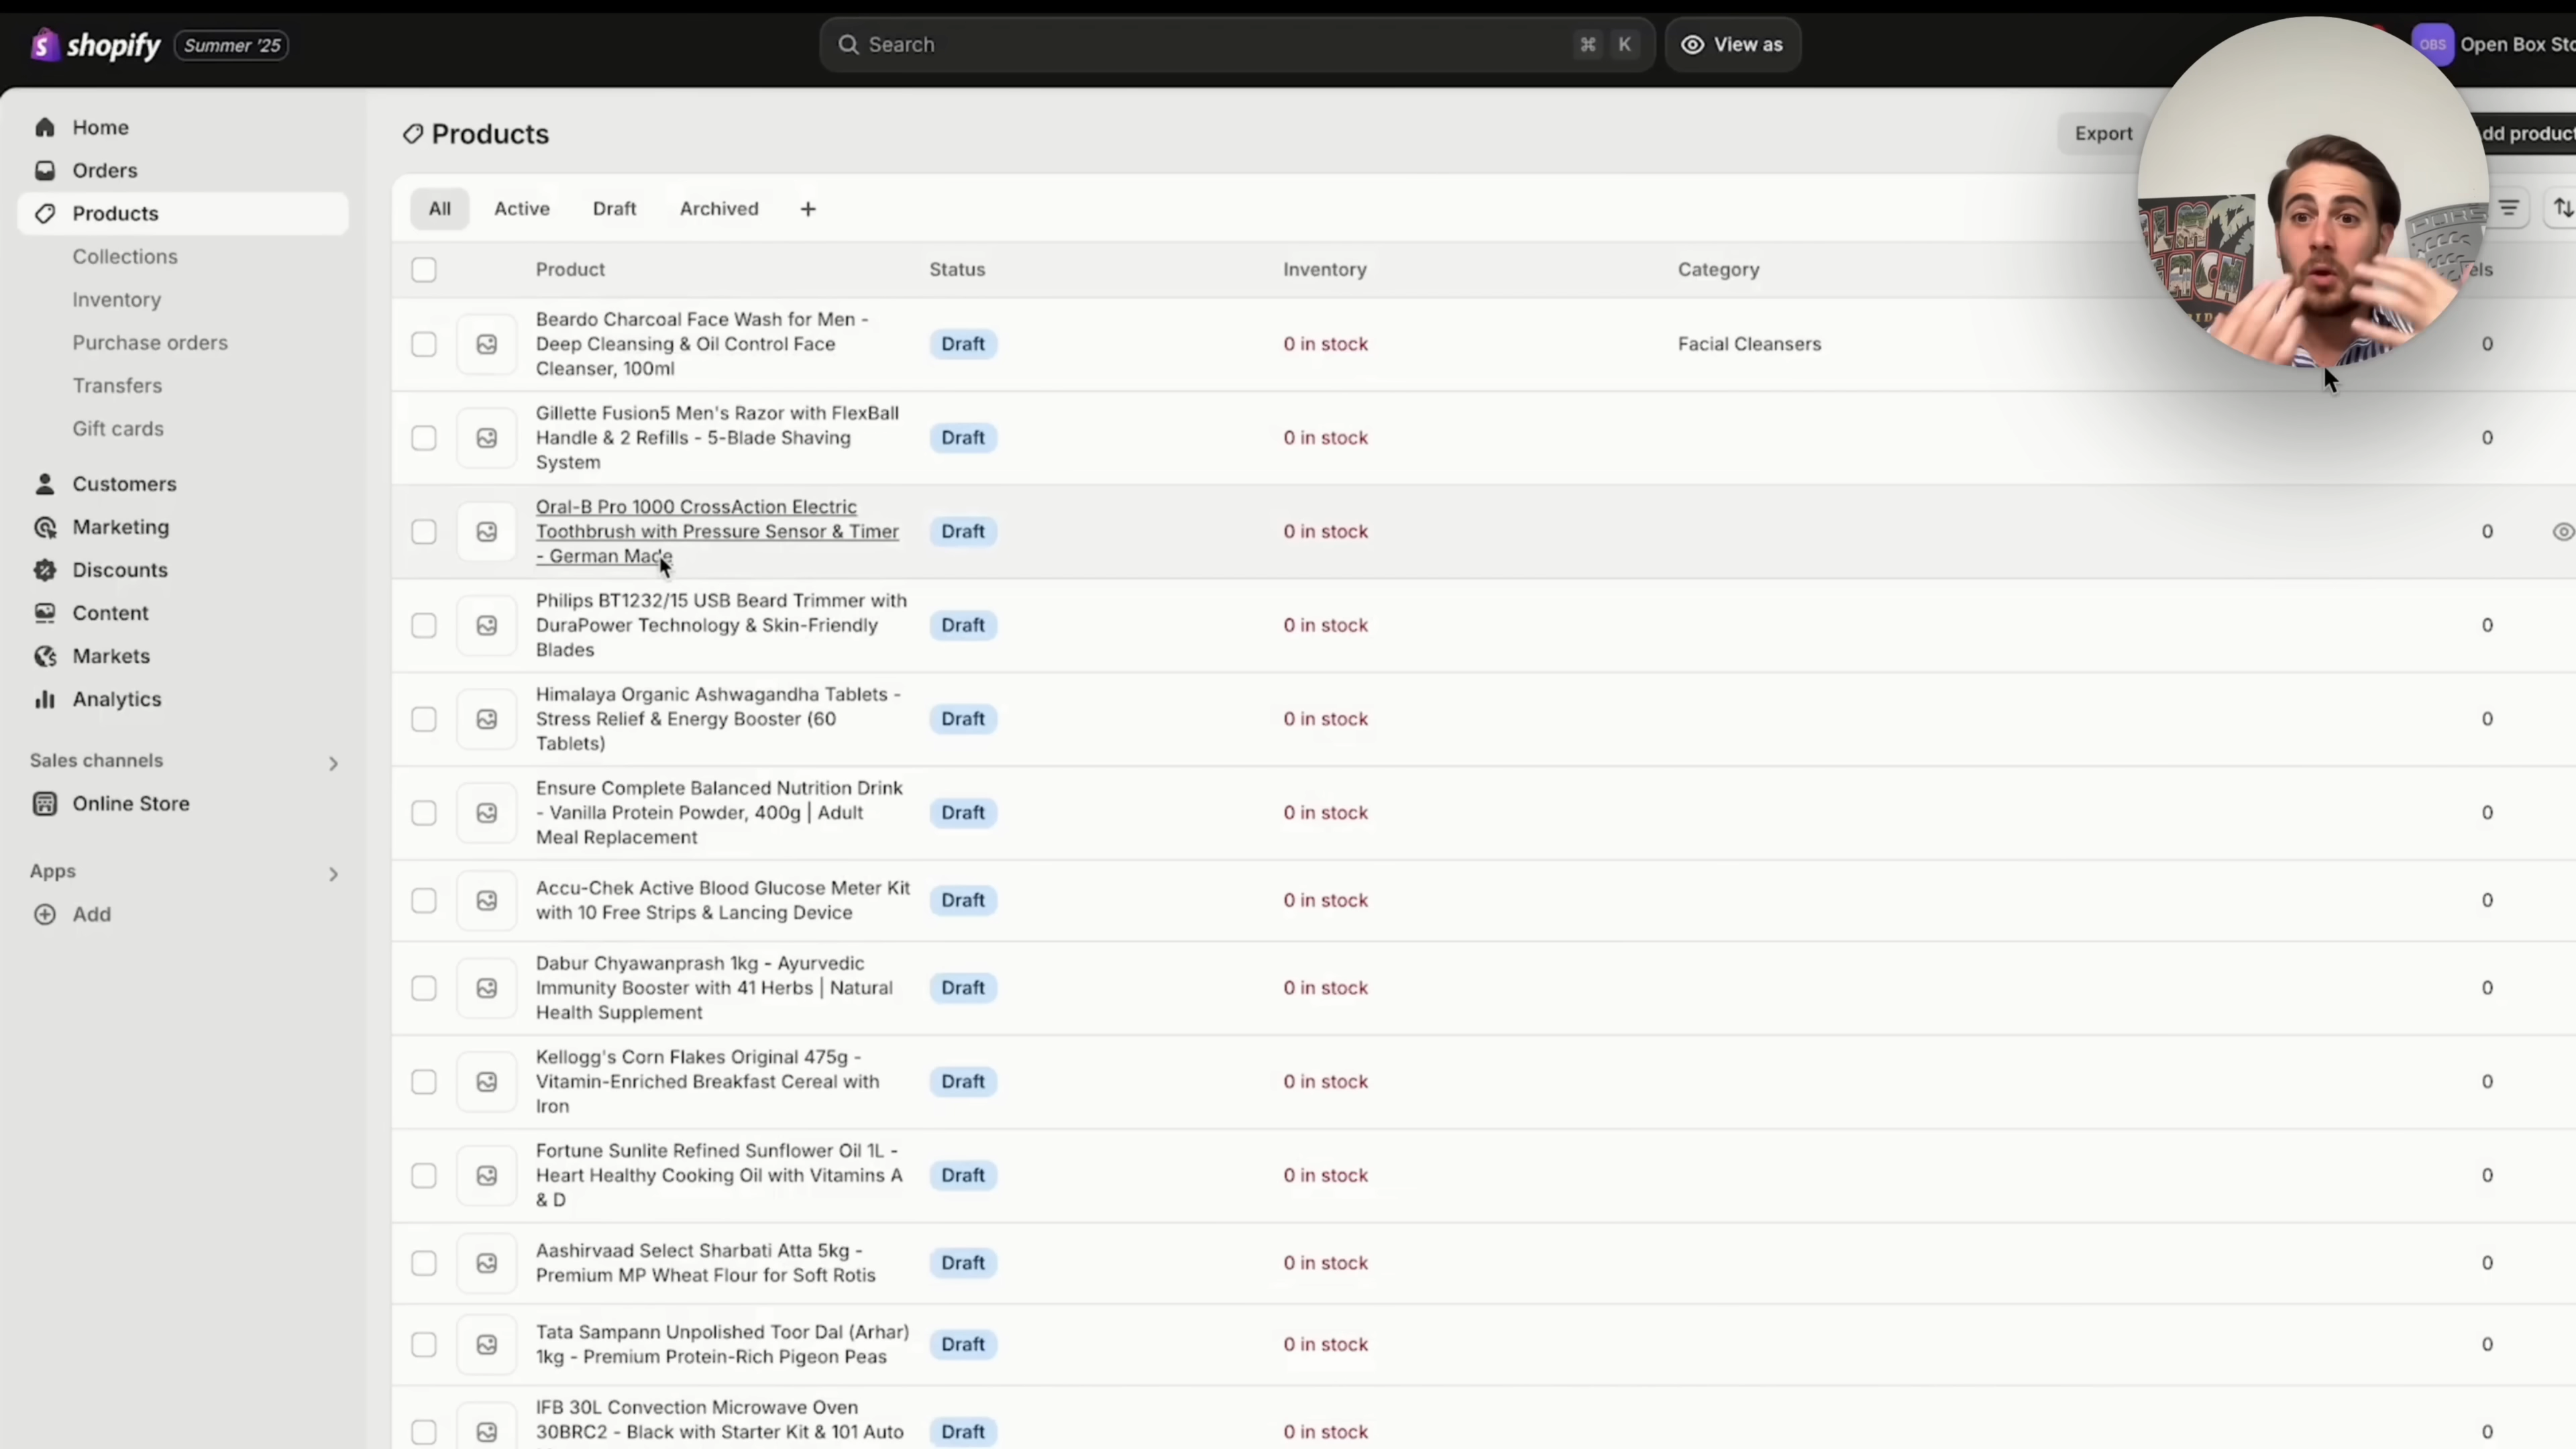 shopify Summer '25
Search ⌘ K
View as
OBS Open Box Sto
Home
Orders
Products
Collections
Inventory
Purchase orders
Transfers
Gift cards
Customers
Marketing
Discounts
Content
Markets
Analytics
Sales channels
Online Store
Apps
Add
Products
Export
dd product
All Active Draft Archived +
Product Status Inventory Category els
Beardo Charcoal Face Wash for Men -
Deep Cleansing & Oil Control Face
Cleanser, 100ml
Draft 0 in stock Facial Cleansers 0
Gillette Fusion5 Men's Razor with FlexBall
Handle & 2 Refills - 5-Blade Shaving
System
Draft 0 in stock 0
Oral-B Pro 1000 CrossAction Electric
Toothbrush with Pressure Sensor & Timer
- German Made
Draft 0 in stock 0
Philips BT1232/15 USB Beard Trimmer with
DuraPower Technology & Skin-Friendly
Blades
Draft 0 in stock 0
Himalaya Organic Ashwagandha Tablets -
Stress Relief & Energy Booster (60
Tablets)
Draft 0 in stock 0
Ensure Complete Balanced Nutrition Drink
- Vanilla Protein Powder, 400g | Adult
Meal Replacement
Draft 0 in stock 0
Accu-Chek Active Blood Glucose Meter Kit
with 10 Free Strips & Lancing Device
Draft 0 in stock 0
Dabur Chyawanprash 1kg - Ayurvedic
Immunity Booster with 41 Herbs | Natural
Health Supplement
Draft 0 in stock 0
Kellogg's Corn Flakes Original 475g -
Vitamin-Enriched Breakfast Cereal with
Iron
Draft 0 in stock 0
Fortune Sunlite Refined Sunflower Oil 1L -
Heart Healthy Cooking Oil with Vitamins A
& D
Draft 0 in stock 0
Aashirvaad Select Sharbati Atta 5kg -
Premium MP Wheat Flour for Soft Rotis
Draft 0 in stock 0
Tata Sampann Unpolished Toor Dal (Arhar)
1kg - Premium Protein-Rich Pigeon Peas
Draft 0 in stock 0
IFB 30L Convection Microwave Oven
30BRC2 - Black with Starter Kit & 101 Auto
Draft 0 in stock 0